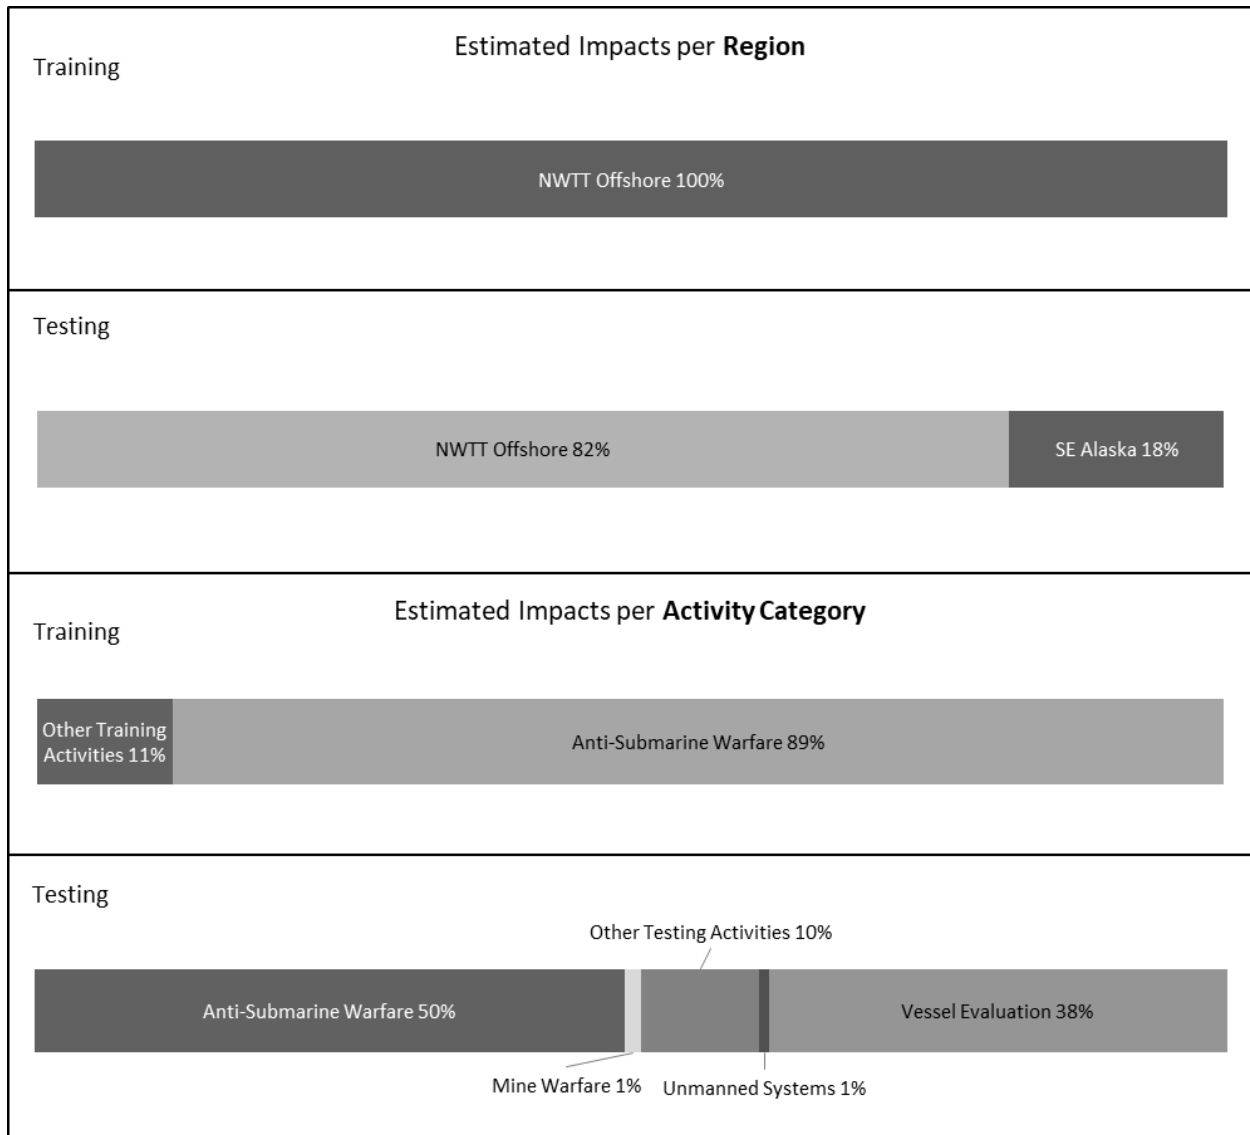 Estimated Impacts per Region
Training
NWTT Offshore 100%
Testing
NWTT Offshore 82%
SE Alaska 18%
Estimated Impacts per Activity Category
Training
Other Training
Activities 11%
Anti-Submarine Warfare 89%
Testing
Other Testing Activities 10%
Anti-Submarine Warfare 50%
Vessel Evaluation 38%
Mine Warfare 1%
Unmanned Systems 1%